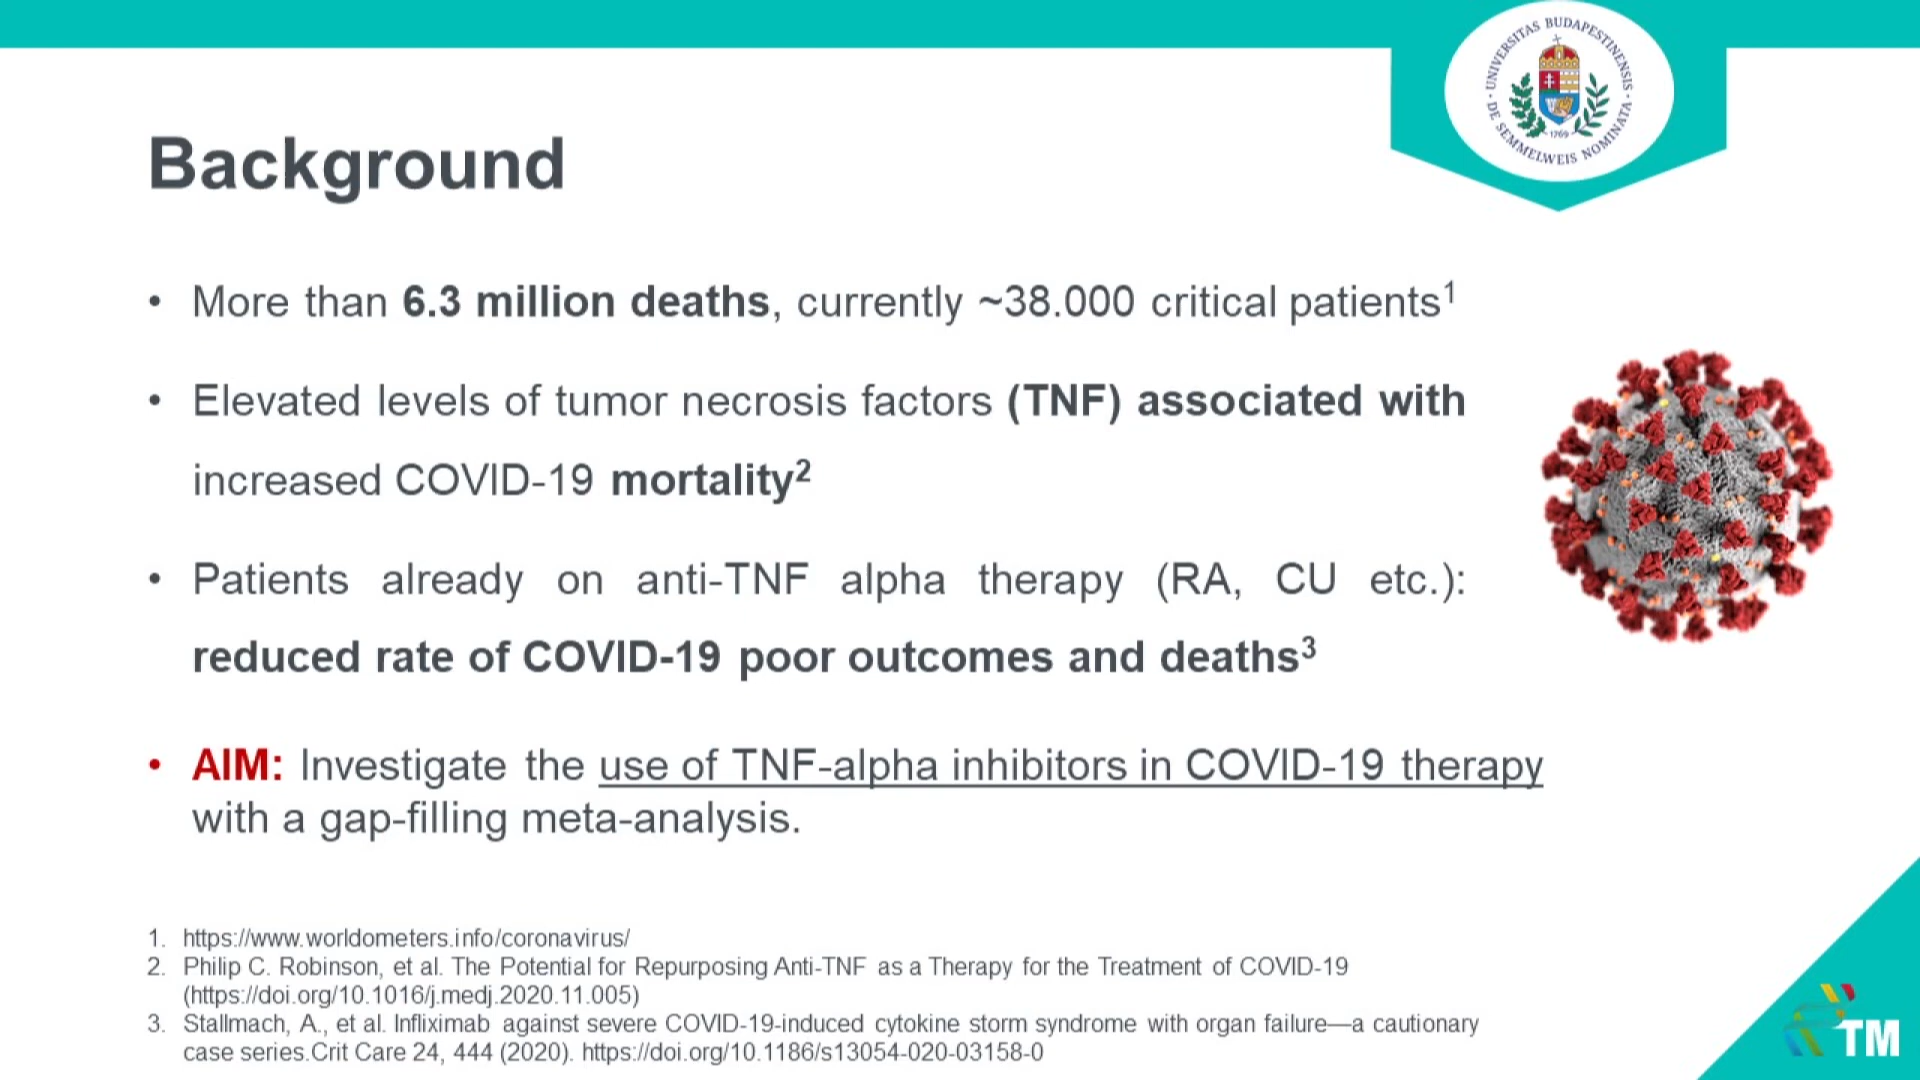 UNIVERSITAS BUDAPESTINENSIS
DE SEMMELWEIS NOMINATA
1769
Background
• More than 6.3 million deaths, currently ~38.000 critical patients¹
• Elevated levels of tumor necrosis factors (TNF) associated with
increased COVID-19 mortality²
• Patients already on anti-TNF alpha therapy (RA, CU etc.):
reduced rate of COVID-19 poor outcomes and deaths³
• AIM: Investigate the use of TNF-alpha inhibitors in COVID-19 therapy
with a gap-filling meta-analysis.
1. https://www.worldometers.info/coronavirus/
2. Philip C. Robinson, et al. The Potential for Repurposing Anti-TNF as a Therapy for the Treatment of COVID-19
(https://doi.org/10.1016/j.medj.2020.11.005)
3. Stallmach, A., et al. Infliximab against severe COVID-19-induced cytokine storm syndrome with organ failure—a cautionary
case series.Crit Care 24, 444 (2020). https://doi.org/10.1186/s13054-020-03158-0
TM